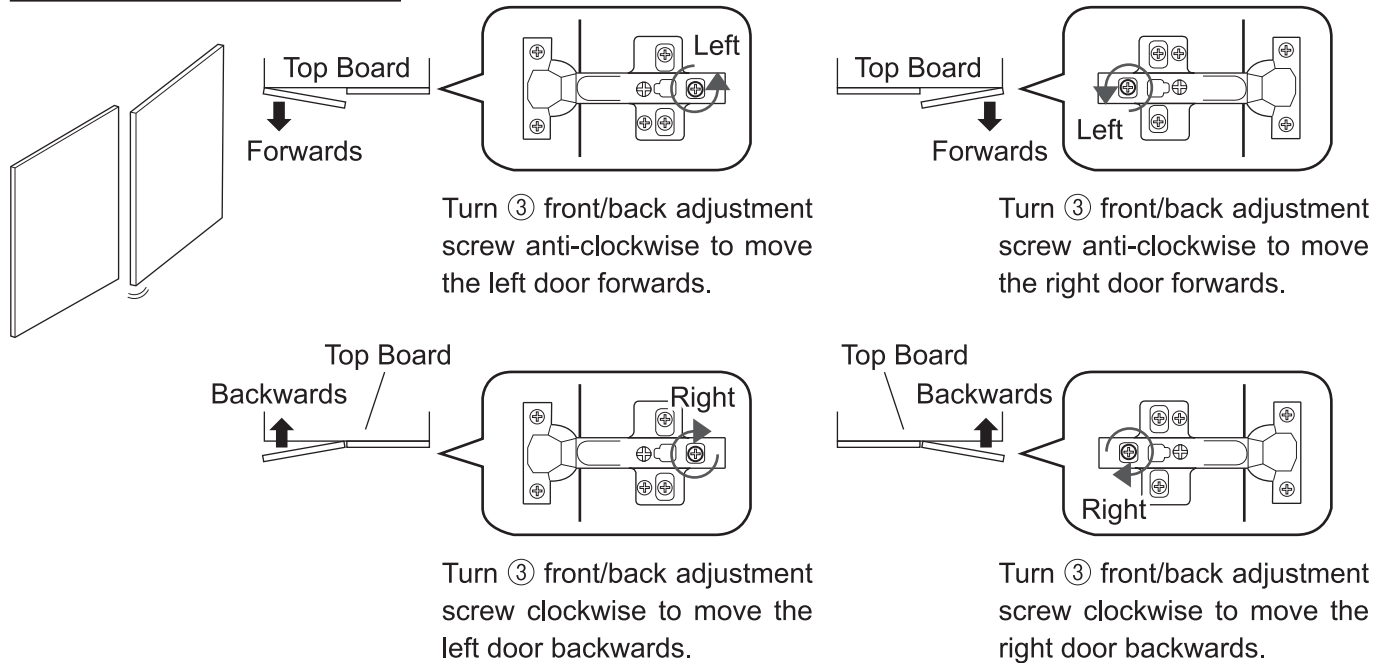 Top Board
Left
Forwards
Turn ③ front/back adjustment
screw anti-clockwise to move
the left door forwards.
Top Board
Left
Forwards
Turn ③ front/back adjustment
screw anti-clockwise to move
the right door forwards.
Top Board
Backwards
Right
Turn ③ front/back adjustment
screw clockwise to move the
left door backwards.
Top Board
Backwards
Right
Turn ③ front/back adjustment
screw clockwise to move the
right door backwards.